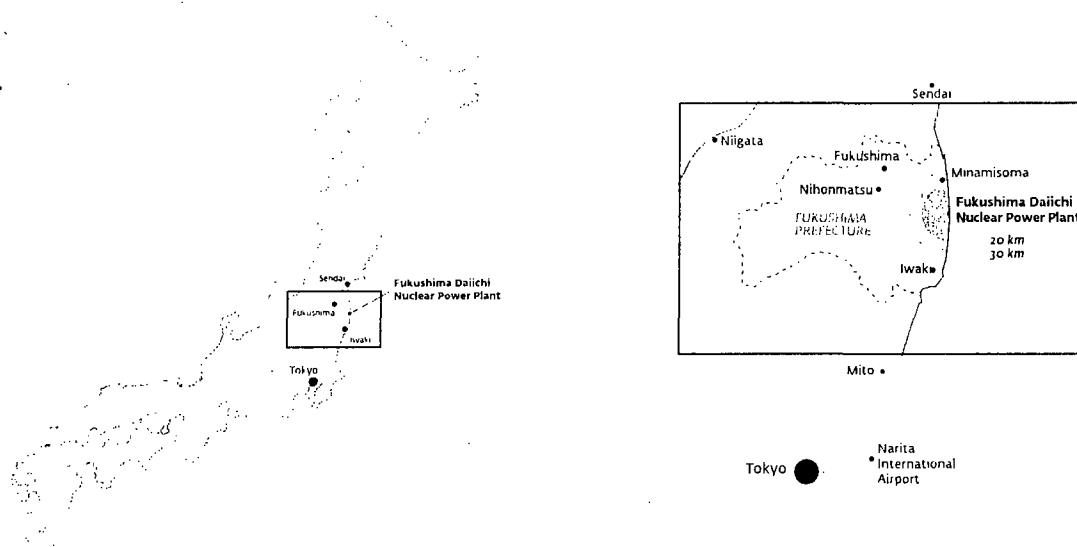 Sendai
Fukushima Daiichi
Nuclear Power Plant
Fukushima
Iwaki
Tokyo
Sendai
Niigata
Fukushima
Minamisoma
Nihonmatsu
Fukushima Daiichi
Nuclear Power Plant
FUKUSHIMA
PREFECTURE
20 km
30 km
Iwaki
Mito
Narita
Tokyo
International
Airport